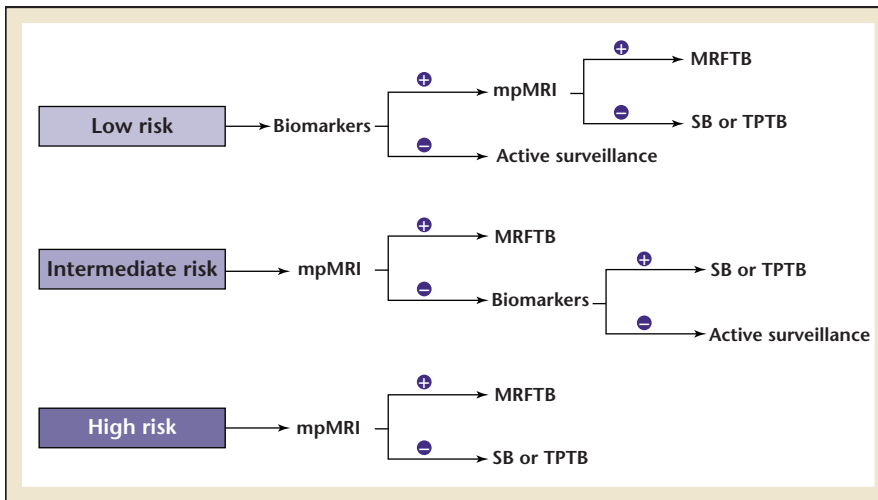 +
MRFTB
+
mpMRI
−
SB or TPTB
Low risk
Biomarkers
−
Active surveillance
+
MRFTB
Intermediate risk
mpMRI
+
SB or TPTB
−
Biomarkers
−
Active surveillance
+
MRFTB
High risk
mpMRI
−
SB or TPTB